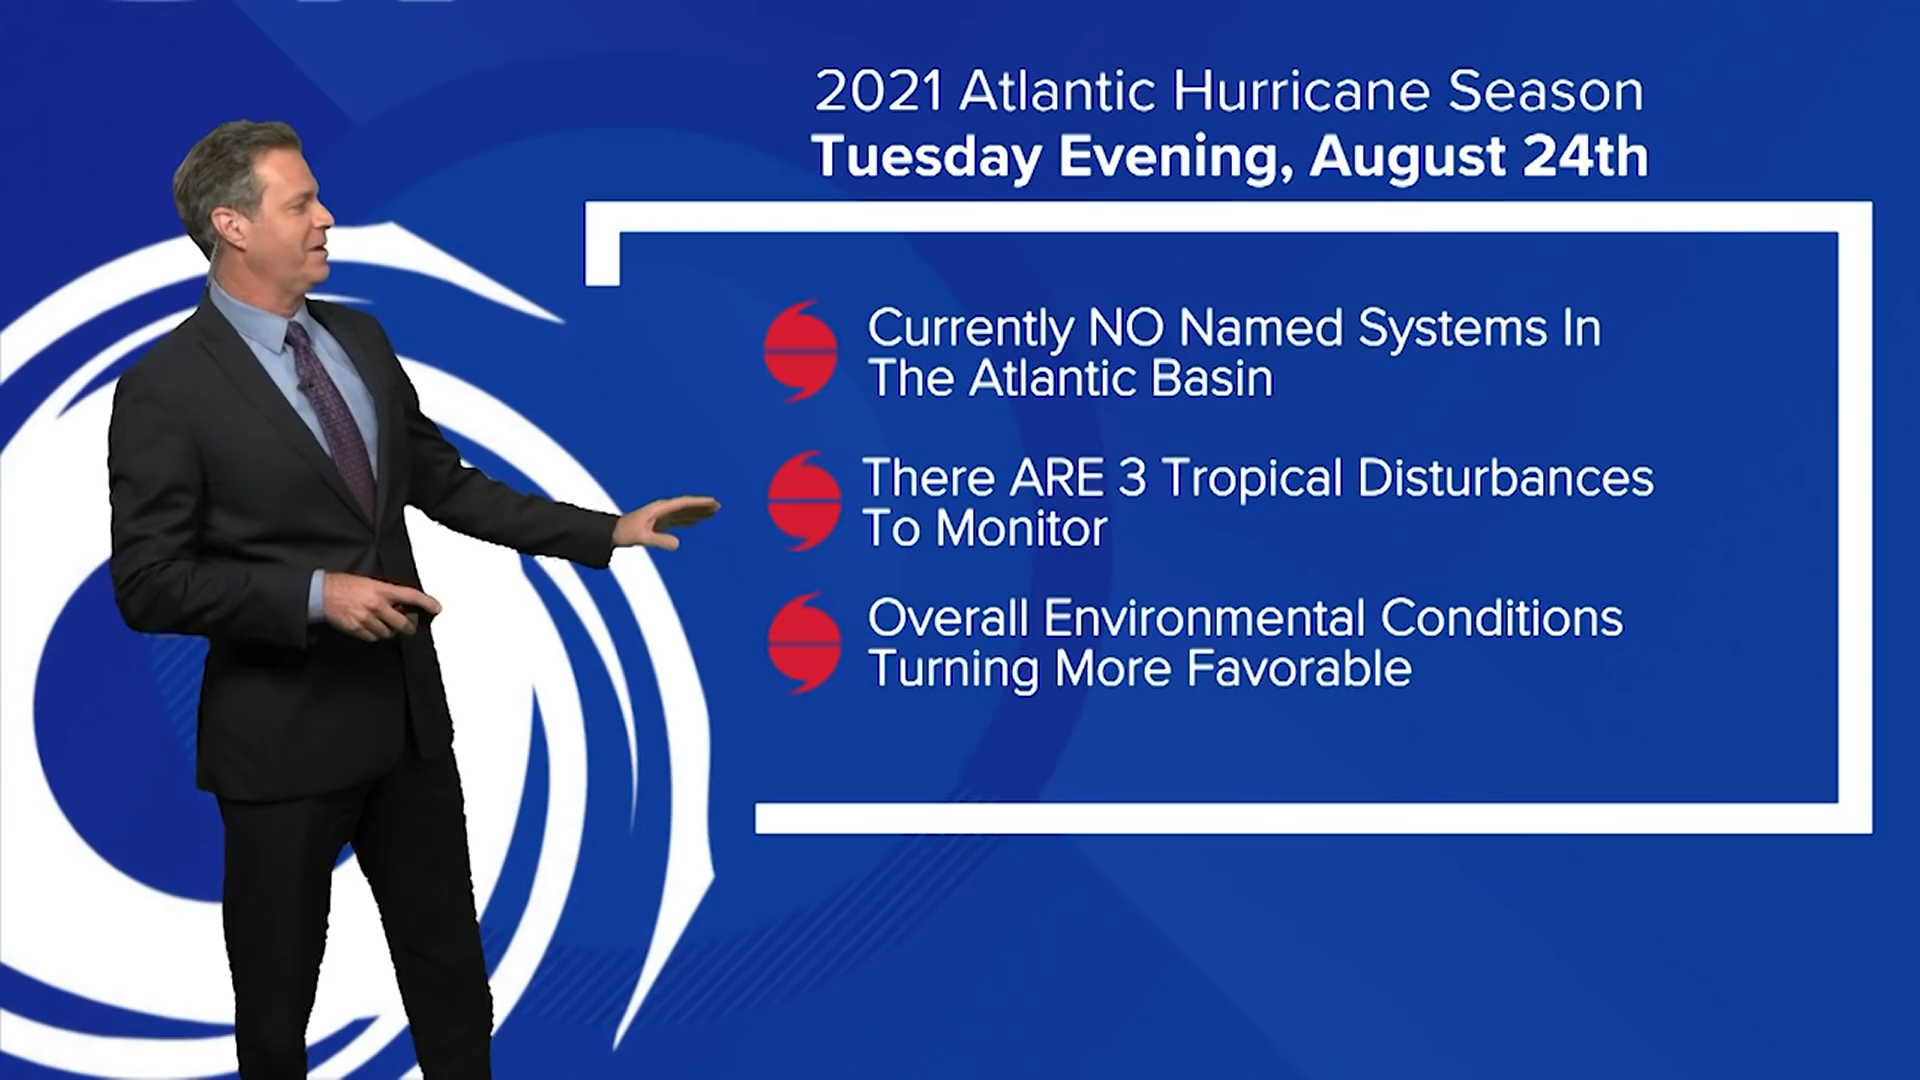 2021 Atlantic Hurricane Season
Tuesday Evening, August 24th
Currently NO Named Systems In
The Atlantic Basin
There ARE 3 Tropical Disturbances
To Monitor
Overall Environmental Conditions
Turning More Favorable